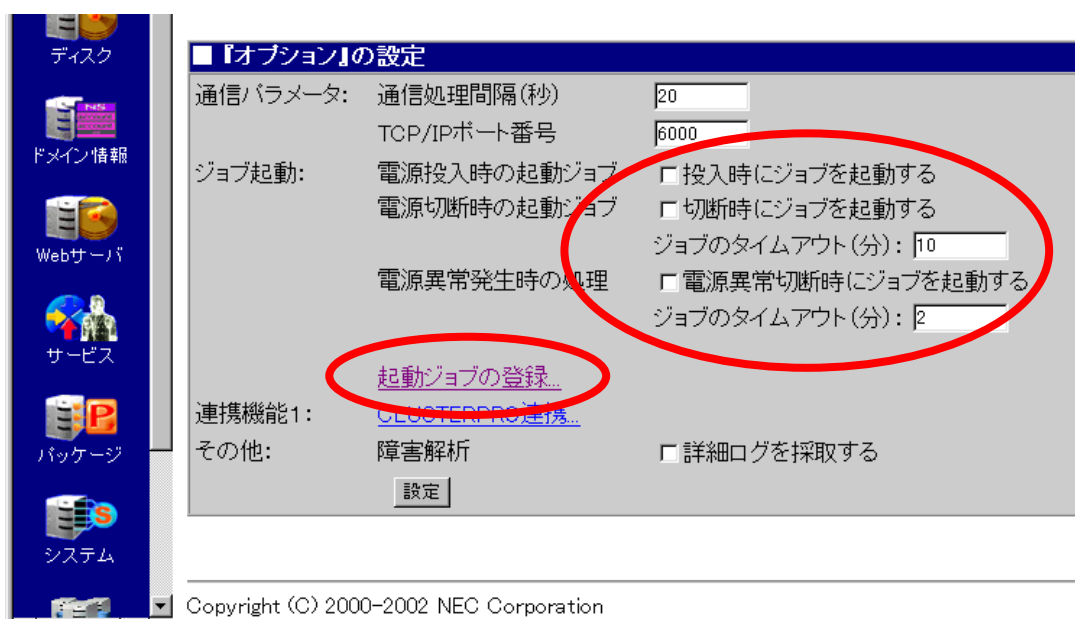 ディスク
ドメイン情報
Webサーバ
サービス
パッケージ
システム
■『オプション』の設定
通信パラメータ: 通信処理間隔(秒) 20
TCP/IPポート番号 6000
ジョブ起動: 電源投入時の起動ジョブ 投入時にジョブを起動する
電源切断時の起動ジョブ 切断時にジョブを起動する
ジョブのタイムアウト(分): 10
電源異常発生時の処理 電源異常切断時にジョブを起動する
ジョブのタイムアウト(分): 2
起動ジョブの登録...
連携機能1: CLUSTERPRO連携...
その他: 障害解析 詳細ログを採取する
設定
Copyright (C) 2000-2002 NEC Corporation